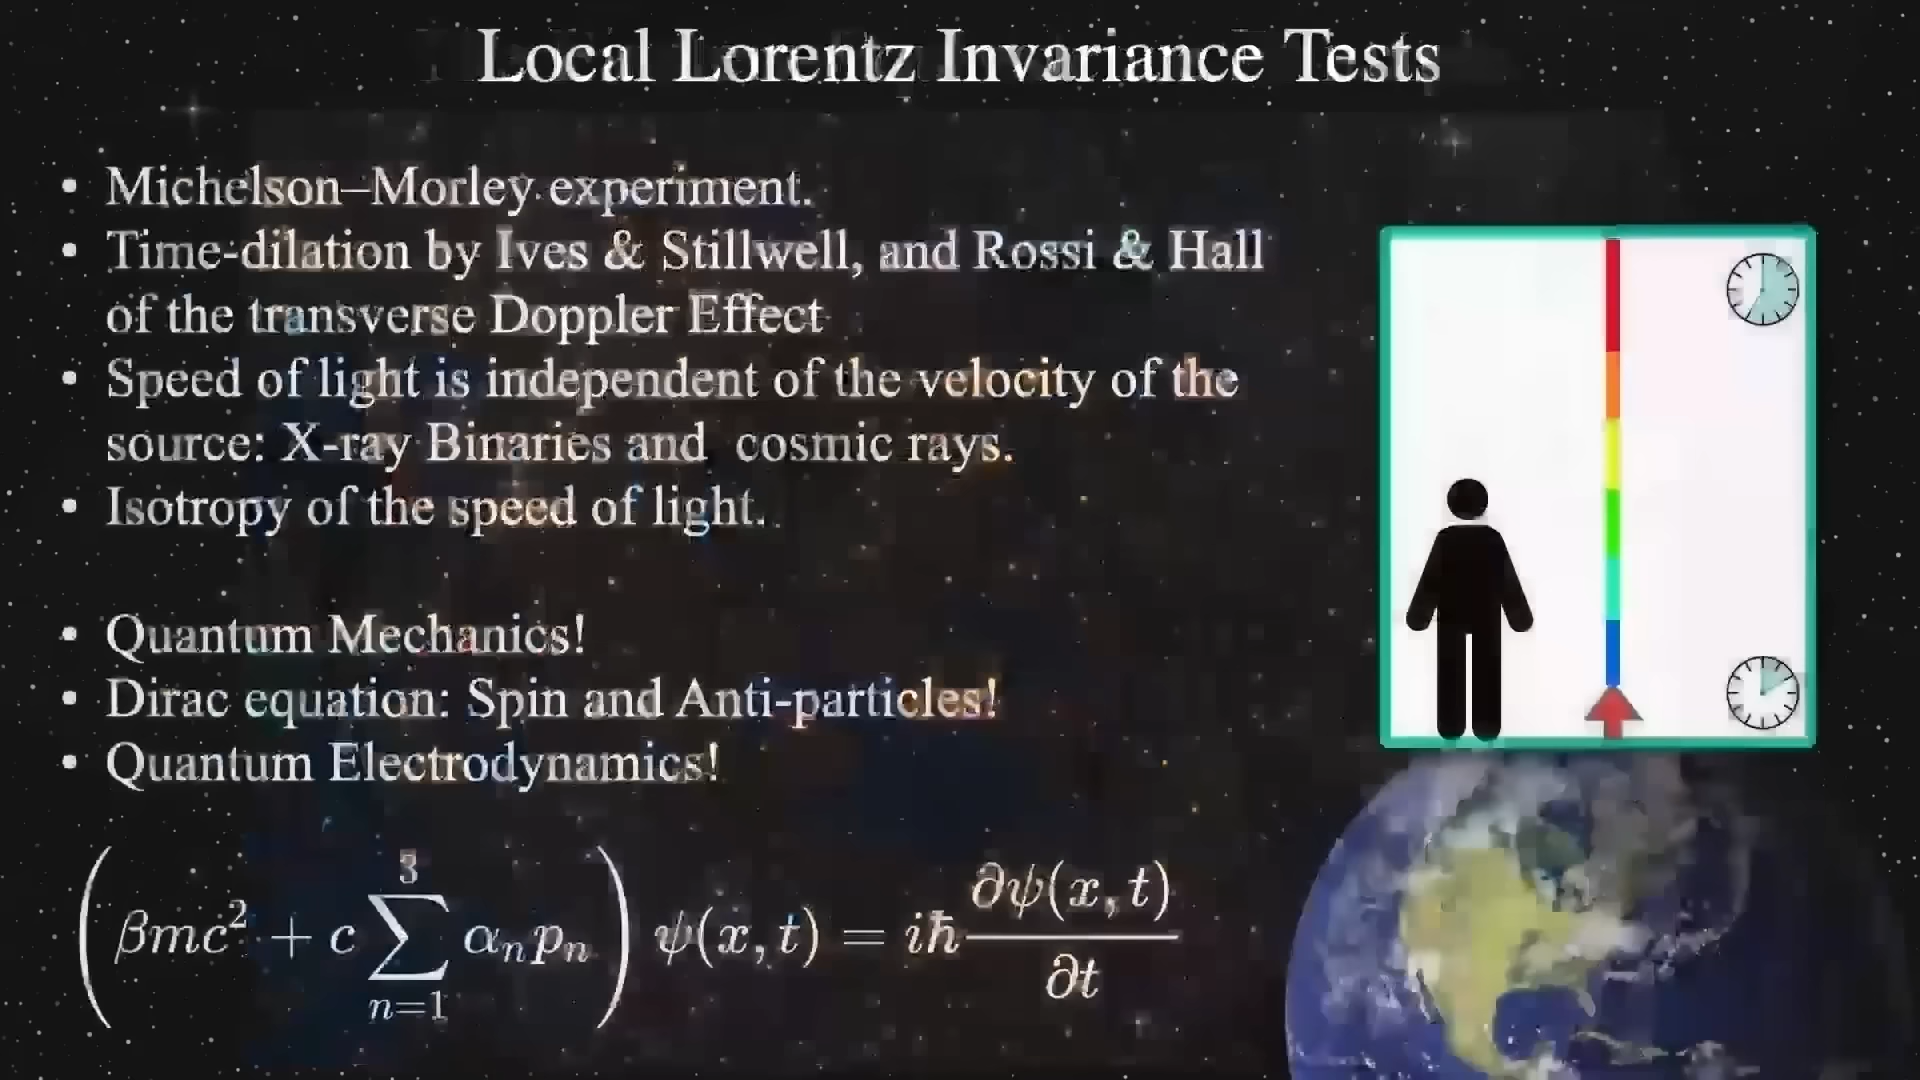 Local Lorentz Invariance Tests
• Michelson–Morley experiment.
• Time-dilation by Ives & Stillwell, and Rossi & Hall
of the transverse Doppler Effect
• Speed of light is independent of the velocity of the
source: X-ray Binaries and cosmic rays.
• Isotropy of the speed of light.
• Quantum Mechanics!
• Dirac equation: Spin and Anti-particles!
• Quantum Electrodynamics!
(βmc² + c ∑_{n=1}^{3} αₙpₙ) ψ(x,t) = iħ ∂ψ(x,t)/∂t